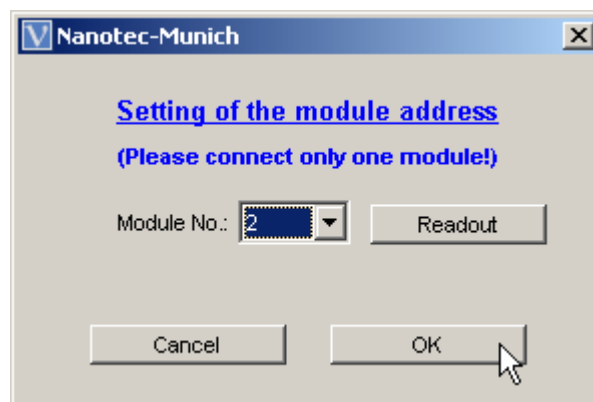 Nanotec-Munich
Setting of the module address
(Please connect only one module!)
Module No.: 2 Readout
Cancel OK